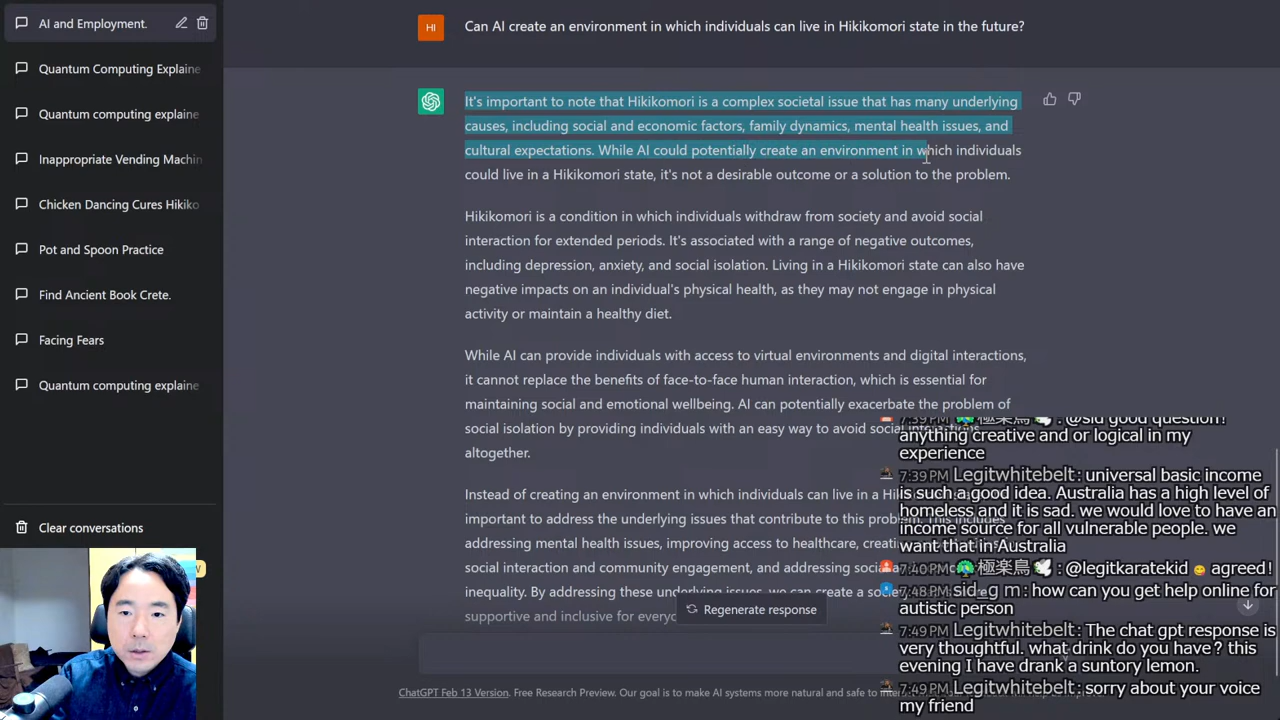 AI and Employment.
Quantum Computing Explaine
Quantum computing explaine
Inappropriate Vending Machin
Chicken Dancing Cures Hikiko
Pot and Spoon Practice
Find Ancient Book Crete.
Facing Fears
Quantum computing explaine
Clear conversations
HI
Can AI create an environment in which individuals can live in Hikikomori state in the future?
It's important to note that Hikikomori is a complex societal issue that has many underlying
causes, including social and economic factors, family dynamics, mental health issues, and
cultural expectations. While AI could potentially create an environment in which individuals
could live in a Hikikomori state, it's not a desirable outcome or a solution to the problem.
Hikikomori is a condition in which individuals withdraw from society and avoid social
interaction for extended periods. It's associated with a range of negative outcomes,
including depression, anxiety, and social isolation. Living in a Hikikomori state can also have
negative impacts on an individual's physical health, as they may not engage in physical
activity or maintain a healthy diet.
While AI can provide individuals with access to virtual environments and digital interactions,
it cannot replace the benefits of face-to-face human interaction, which is essential for
maintaining social and emotional wellbeing. AI can potentially exacerbate the problem of
social isolation by providing individuals with an easy way to avoid social
altogether.
Instead of creating an environment in which individuals can live in a
important to address the underlying issues that contribute to this
addressing mental health issues, improving access to healthcare,
social interaction and community engagement, and addressing
inequality. By addressing these underlying issues, we can create a
supportive and inclusive for
Regenerate response
ChatGPT Feb 13 Version. Free Research Preview. Our goal is to make AI systems more natural and safe to
7:39PM 極楽鳥 : @sid good question!
anything creative and or logical in my
experience
7:39PM Legitwhitebelt: universal basic income
is such a good idea. Australia has a high level of
homeless and it is sad. we would love to have an
income source for all vulnerable people. we
want that in Australia
7:40PM 極楽鳥 : @legitkaratekid agreed!
7:48PM sid_g m: how can you get help online for
autistic person
7:49PM Legitwhitebelt: The chat gpt response is
very thoughtful. what drink do you have? this
evening I have drank a suntory lemon.
7:49PM Legitwhitebelt: sorry about your voice
my friend